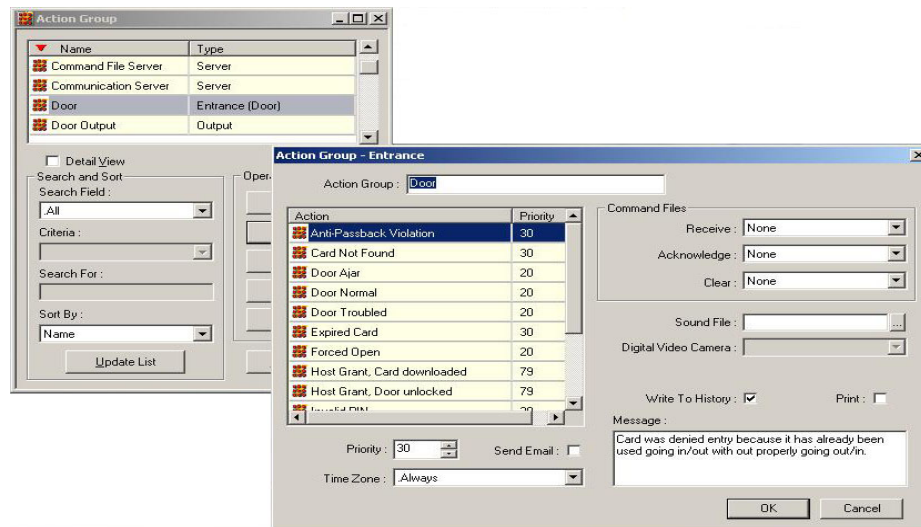 Action Group
Name Type
Command File Server Server
Communication Server Server
Door Entrance (Door)
Door Output Output
Detail View
Search and Sort
Search Field :
.All
Criteria :
Search For :
Sort By :
Name
Update List
Oper
Action Group - Entrance
Action Group : Door
Action Priority
Anti-Passback Violation 30
Card Not Found 30
Door Ajar 20
Door Normal 20
Door Troubled 20
Expired Card 30
Forced Open 20
Host Grant, Card downloaded 79
Host Grant, Door unlocked 79
Priority : 30 Send Email :
Time Zone : .Always
Command Files
Receive : None
Acknowledge : None
Clear : None
Sound File : ...
Digital Video Camera :
Write To History : Print :
Message :
Card was denied entry because it has already been
used going in/out with out properly going out/in.
OK Cancel